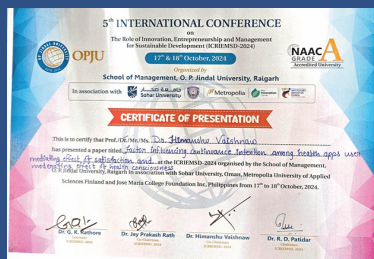 5th INTERNATIONAL CONFERENCE
on
The Role of Innovation, Entrepreneurship and Management
for Sustainable Development (ICRIEMSD-2024)
17th & 18th October, 2024
OPJU
NAAC
GRADE A
Accredited University
Organized by
School of Management, O. P. Jindal University, Raigarh
In association with
Sohar University
Metropolia
CERTIFICATE OF PRESENTATION
This is to certify that Prof./Dr./Mr./Ms. Dr. Himanshu Vaishnaw
has presented a paper titled Factor Influencing Continuance Intention among health apps user
mediating effect of satisfaction and at the ICRIEMSD-2024 organised by the School of Management,
moderating effect of health consciousness
O.P. Jindal University, Raigarh in association with Sohar University, Oman, Metropolia University of Applied
Sciences Finland and Jose Maria College Foundation Inc. Philippines from 17th to 18th October, 2024.
Dr. G. K. Rathore
Dr. Jay Prakash Rath
Dr. Himanshu Vaishnaw
Dr. R. D. Patidar